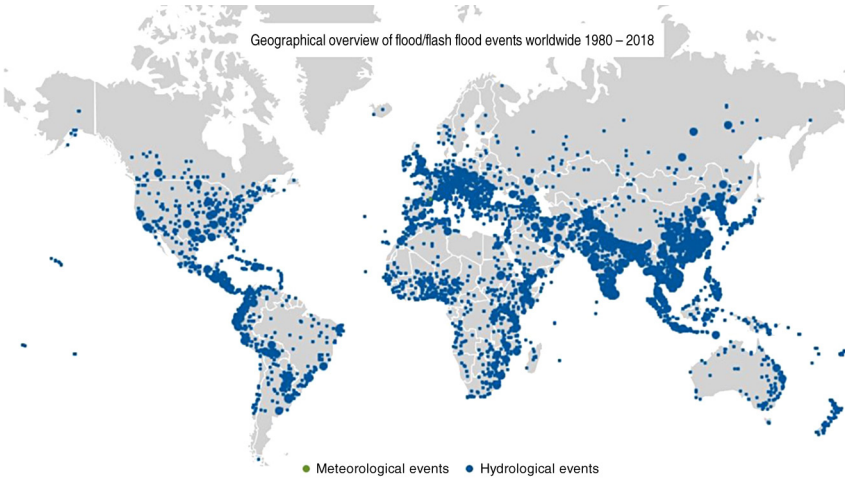 Geographical overview of flood/flash flood events worldwide 1980 – 2018
Meteorological events
Hydrological events